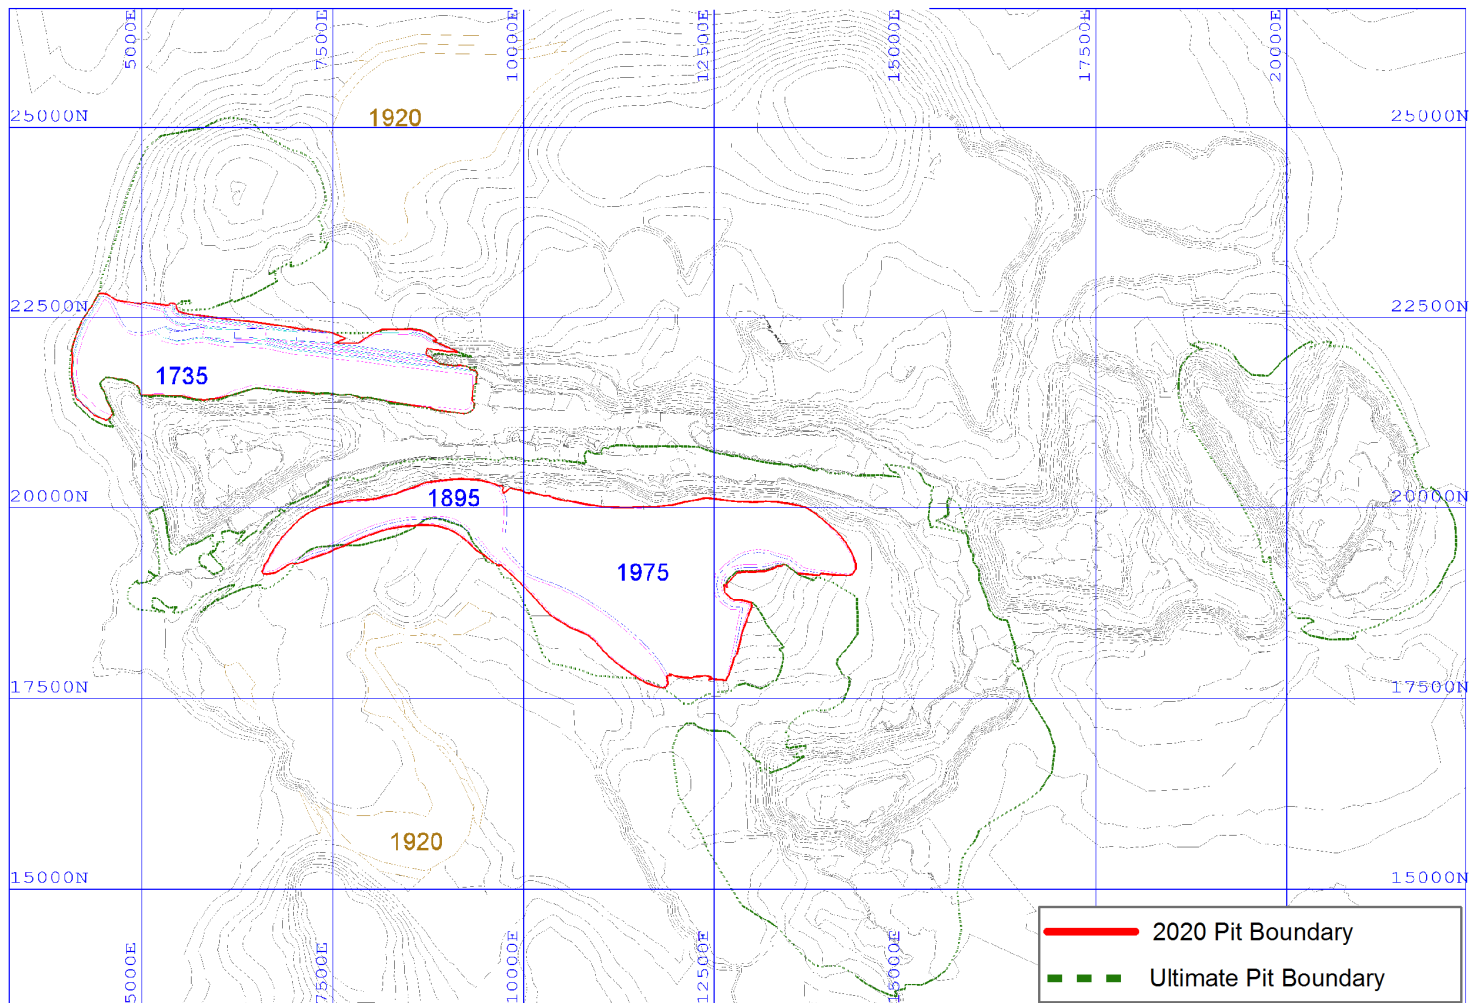 5000E 7500E 10000E 12500E 15000E 17500E 20000E
1920
25000N 25000N
22500N 22500N
1735
1895
20000N 20000N
1975
17500N 17500N
1920
15000N 15000N
5000E 7500E 10000E 12500E 15000E
2020 Pit Boundary
Ultimate Pit Boundary